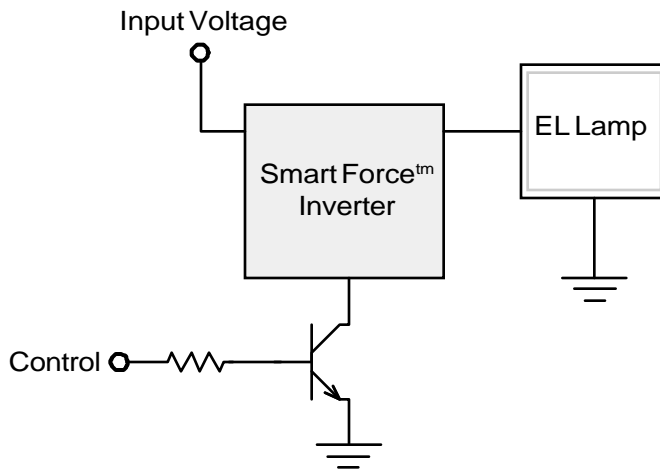 Input Voltage
EL Lamp
Smart Force™
Inverter
Control